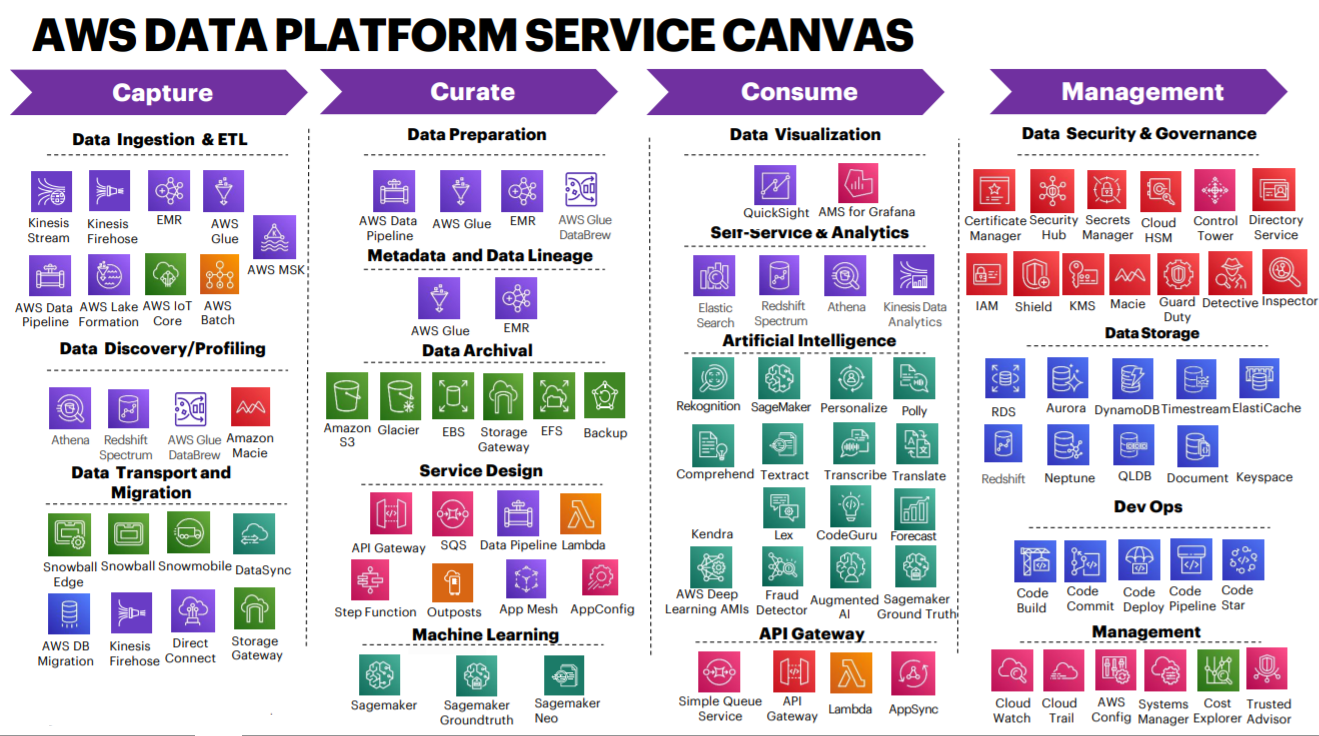 AWS DATA PLATFORM SERVICE CANVAS
Capture
Data Ingestion & ETL
Kinesis
Stream
Kinesis
Firehose
EMR
AWS
Glue
AWS MSK
AWS Data
Pipeline
AWS Lake
Formation
AWS IoT
Core
AWS
Batch
Data Discovery/Profiling
Athena
Redshift
Spectrum
AWS Glue
DataBrew
Amazon
Macie
Data Transport and
Migration
Snowball
Edge
Snowball
Snowmobile
DataSync
AWS DB
Migration
Kinesis
Firehose
Direct
Connect
Storage
Gateway
Curate
Data Preparation
AWS Data
Pipeline
AWS Glue
EMR
AWS Glue
DataBrew
Metadata and Data Lineage
AWS Glue
EMR
Data Archival
Amazon
S3
Glacier
EBS
Storage
Gateway
EFS
Backup
Service Design
API Gateway
SQS
Data Pipeline
Lambda
Step Function
Outposts
App Mesh
AppConfig
Machine Learning
Sagemaker
Sagemaker
Groundtruth
Sagemaker
Neo
Consume
Data Visualization
QuickSight
AMS for Grafana
Self-Service & Analytics
Elastic
Search
Redshift
Spectrum
Athena
Kinesis Data
Analytics
Artificial Intelligence
Rekognition
SageMaker
Personalize
Polly
Comprehend
Textract
Transcribe
Translate
Kendra
Lex
CodeGuru
Forecast
AWS Deep
Learning AMIs
Fraud
Detector
Augmented
AI
Sagemaker
Ground Truth
API Gateway
Simple Queue
Service
API
Gateway
Lambda
AppSync
Management
Data Security & Governance
Certificate
Manager
Security
Hub
Secrets
Manager
Cloud
HSM
Control
Tower
Directory
Service
IAM
Shield
KMS
Macie
Guard
Duty
Detective
Inspector
Data Storage
RDS
Aurora
DynamoDB
Timestream
ElastiCache
Redshift
Neptune
QLDB
Document
Keyspace
Dev Ops
Code
Build
Code
Commit
Code
Deploy
Code
Pipeline
Code
Star
Management
Cloud
Watch
Cloud
Trail
AWS
Config
Systems
Manager
Cost
Explorer
Trusted
Advisor